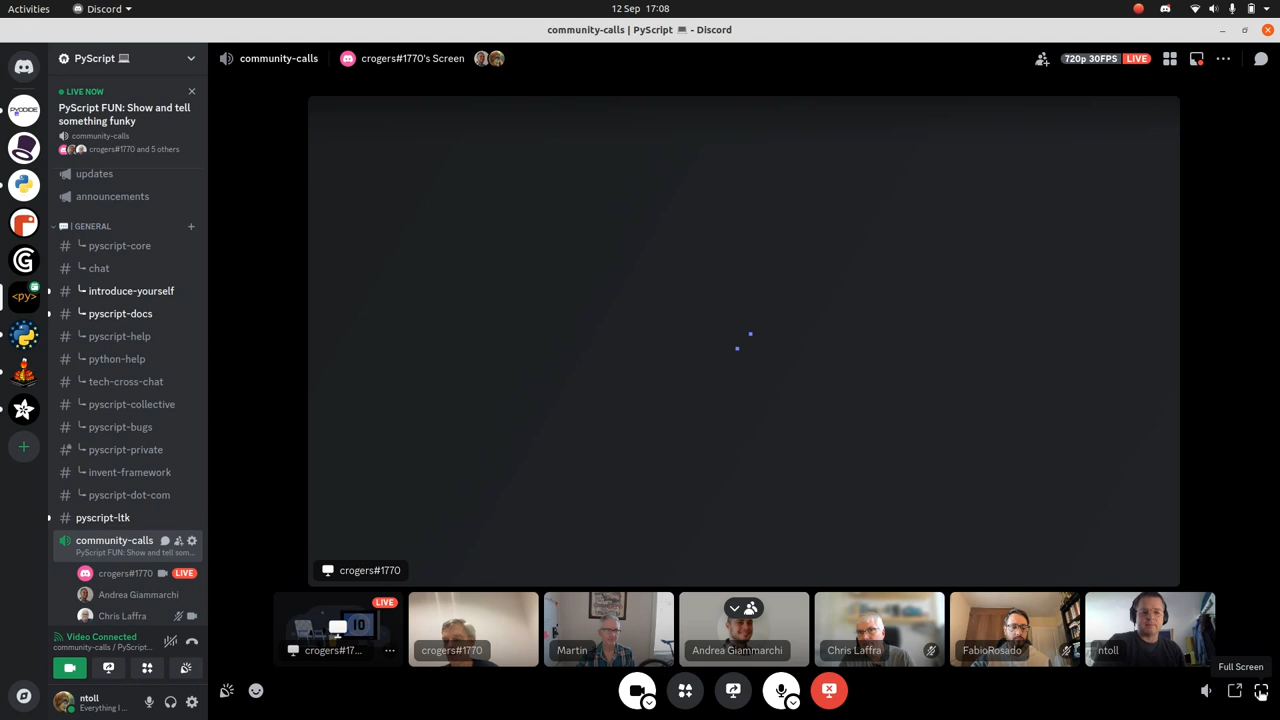 Activities
Discord
12 Sep 17:08
community-calls | PyScript 💻 - Discord
PyScript 💻
community-calls
crogers#1770's Screen
720p 30FPS LIVE
LIVE NOW
PyScript FUN: Show and tell
something funky
community-calls
crogers#1770 and 5 others
PYODIDE
updates
announcements
GENERAL
pyscript-core
chat
introduce-yourself
<py>
pyscript-docs
pyscript-help
python-help
tech-cross-chat
pyscript-collective
pyscript-bugs
pyscript-private
invent-framework
pyscript-dot-com
pyscript-ltk
community-calls
PyScript FUN: Show and tell som...
crogers#1770 LIVE
Andrea Giammarchi
Chris Laffra
crogers#1770
LIVE
crogers#17...
crogers#1770
Martin
Andrea Giammarchi
Chris Laffra
FabioRosado
ntoll
Full Screen
Video Connected
community-calls / PyScript...
ntoll
Everything I ...